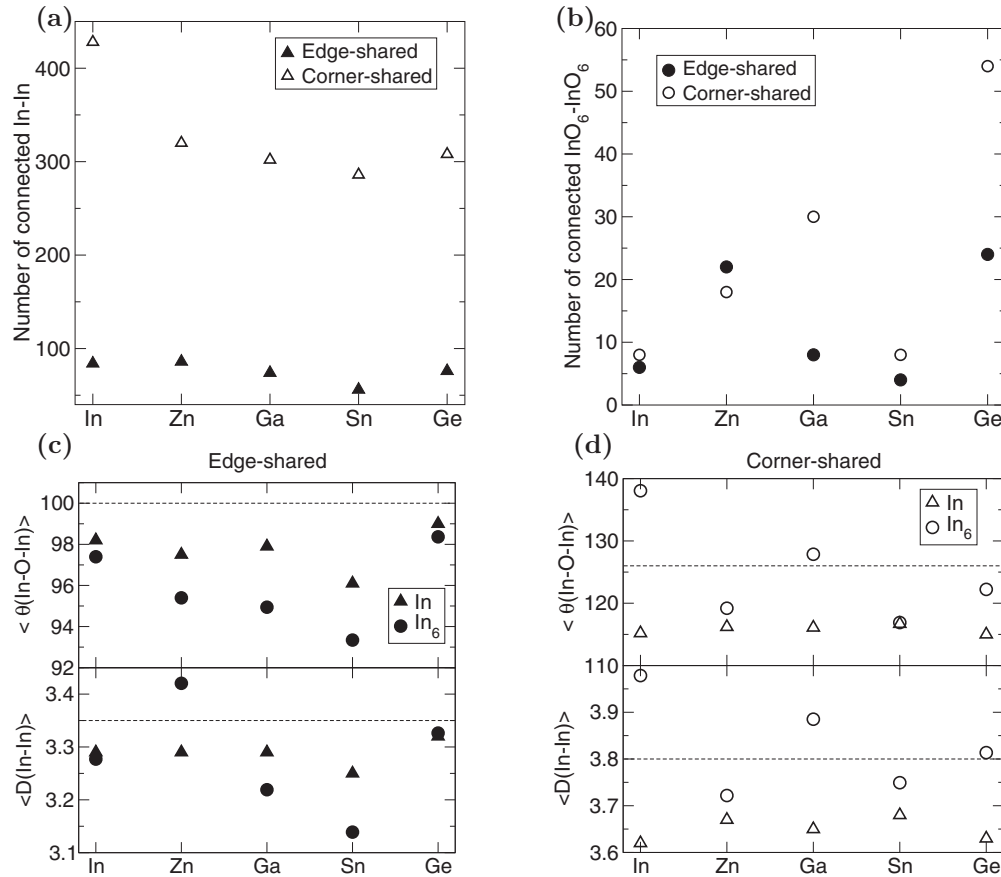 (a)
Number of connected In-In
400
300
200
100
Edge-shared
Corner-shared
In Zn Ga Sn Ge
(b)
Number of connected InO6-InO6
60
50
40
30
20
10
0
Edge-shared
Corner-shared
In Zn Ga Sn Ge
(c)
Edge-shared
< θ(In-O-In)>
100
98
96
94
92
In
In6
<D(In-In)>
3.4
3.3
3.2
3.1
In Zn Ga Sn Ge
(d)
Corner-shared
< θ(In-O-In)>
140
130
120
110
In
In6
<D(In-In)>
3.9
3.8
3.7
3.6
In Zn Ga Sn Ge